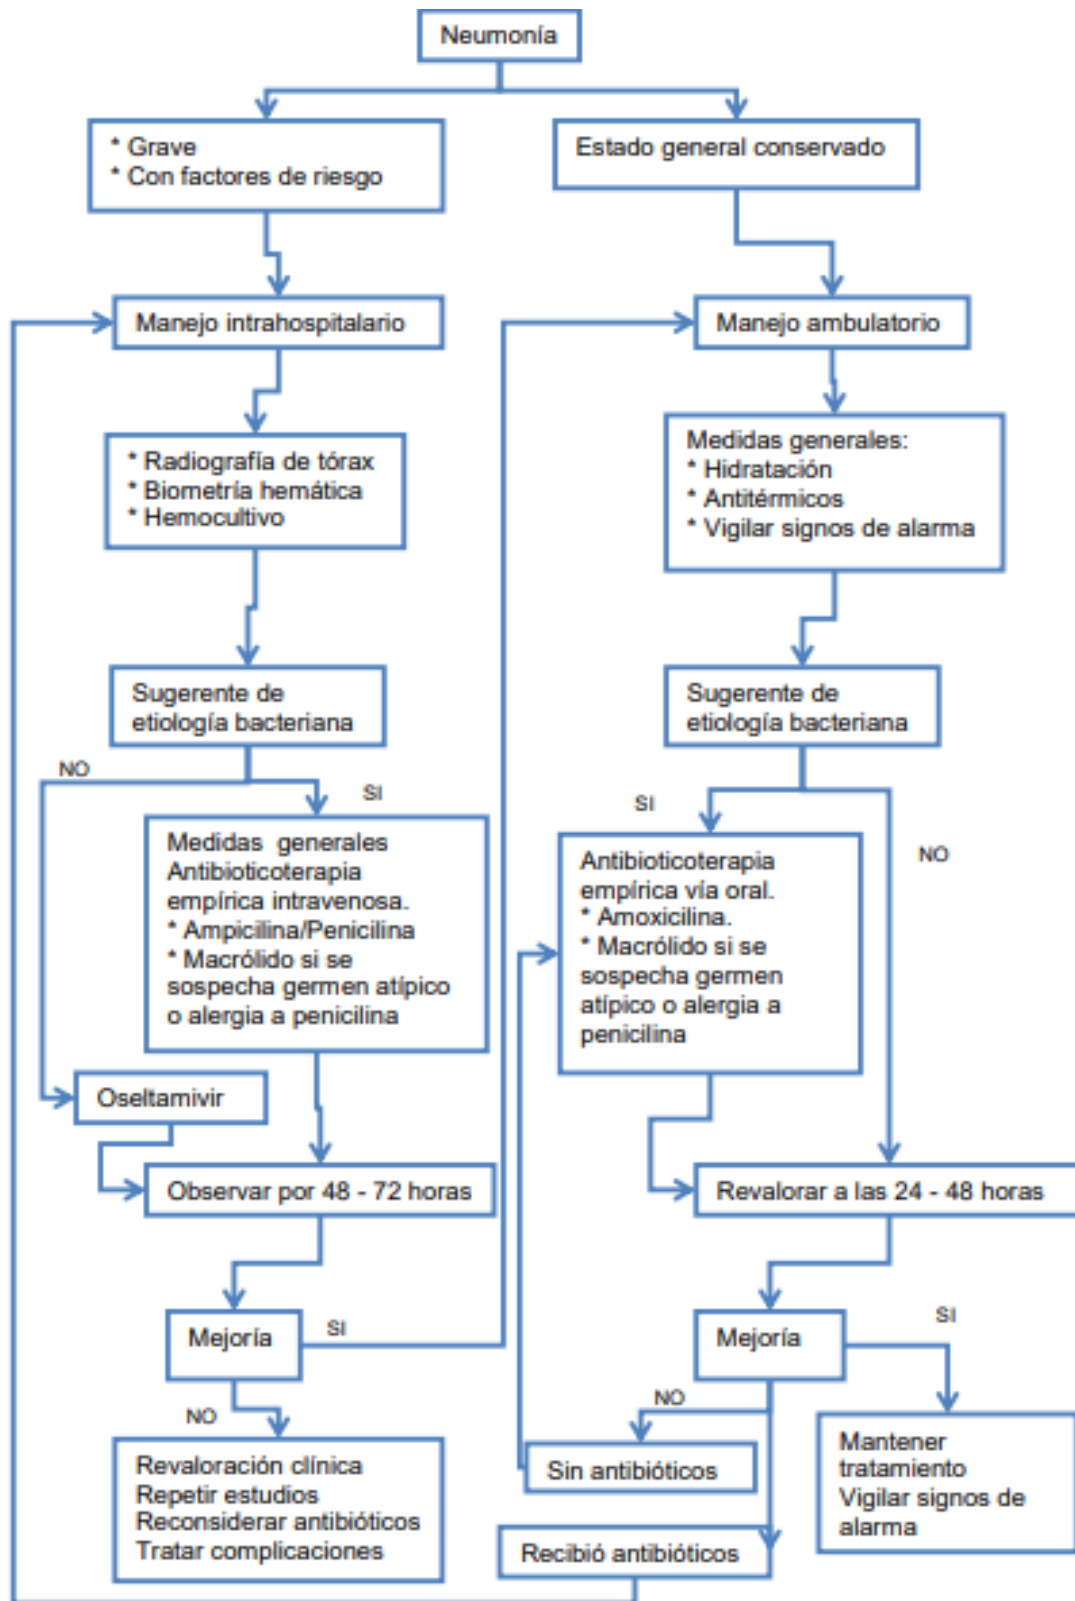 Neumonía
* Grave
* Con factores de riesgo
Estado general conservado
Manejo intrahospitalario
Manejo ambulatorio
* Radiografía de tórax
* Biometría hemática
* Hemocultivo
Medidas generales:
* Hidratación
* Antitérmicos
* Vigilar signos de alarma
Sugerente de
etiología bacteriana
Sugerente de
etiología bacteriana
NO
SI
Medidas generales
Antibioticoterapia
empírica intravenosa.
* Ampicilina/Penicilina
* Macrólido si se
sospecha germen atípico
o alergia a penicilina
SI
NO
Antibioticoterapia
empírica vía oral.
* Amoxicilina.
* Macrólido si se
sospecha germen
atípico o alergia a
penicilina
Oseltamivir
Observar por 48 - 72 horas
Revalorar a las 24 - 48 horas
Mejoría
SI
Mejoría
SI
NO
NO
Revaloración clínica
Repetir estudios
Reconsiderar antibióticos
Tratar complicaciones
Sin antibióticos
Mantener
tratamiento
Vigilar signos de
alarma
Recibió antibióticos